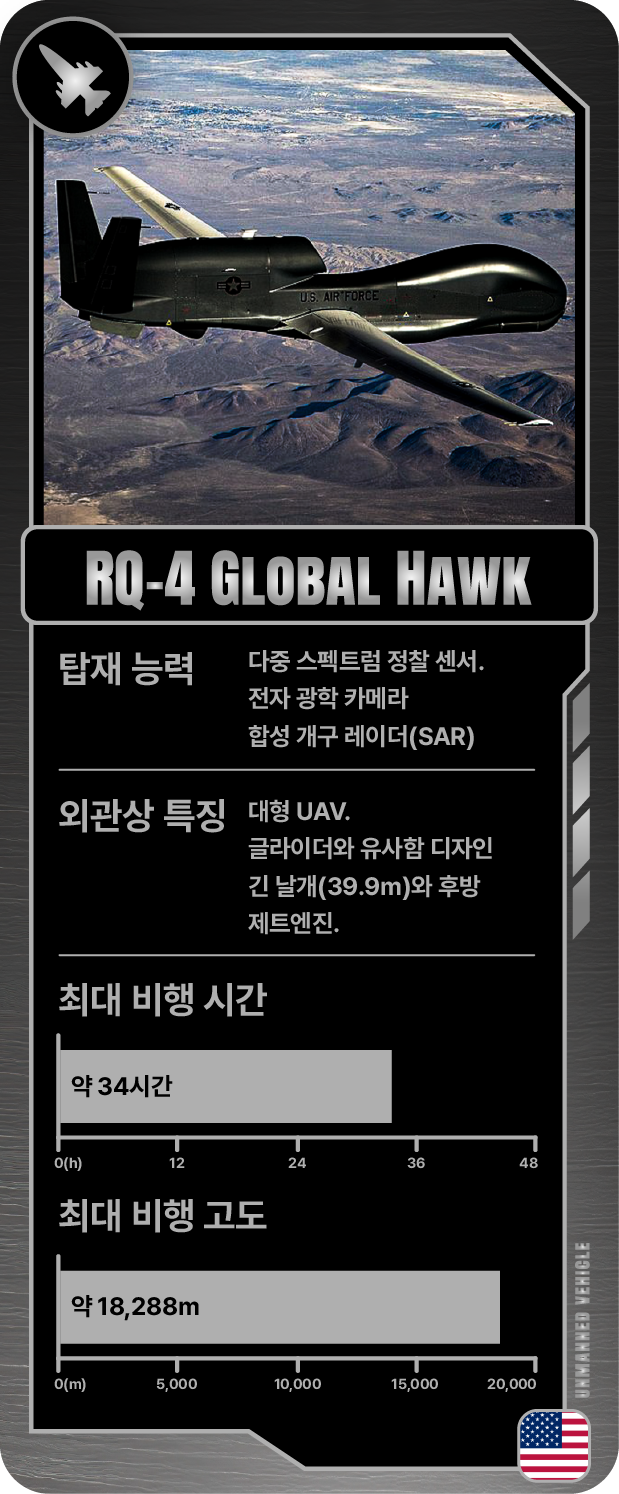 U.S. AIR FORCE
RQ-4 GLOBAL HAWK
탑재 능력
다중 스펙트럼 정찰 센서.
전자 광학 카메라
합성 개구 레이더(SAR)
외관상 특징
대형 UAV.
글라이더와 유사함 디자인
긴 날개(39.9m)와 후방
제트엔진.
최대 비행 시간
약 34시간
0(h) 12 24 36 48
최대 비행 고도
약 18,288m
0(m) 5,000 10,000 15,000 20,000
UNMANNED VEHICLE